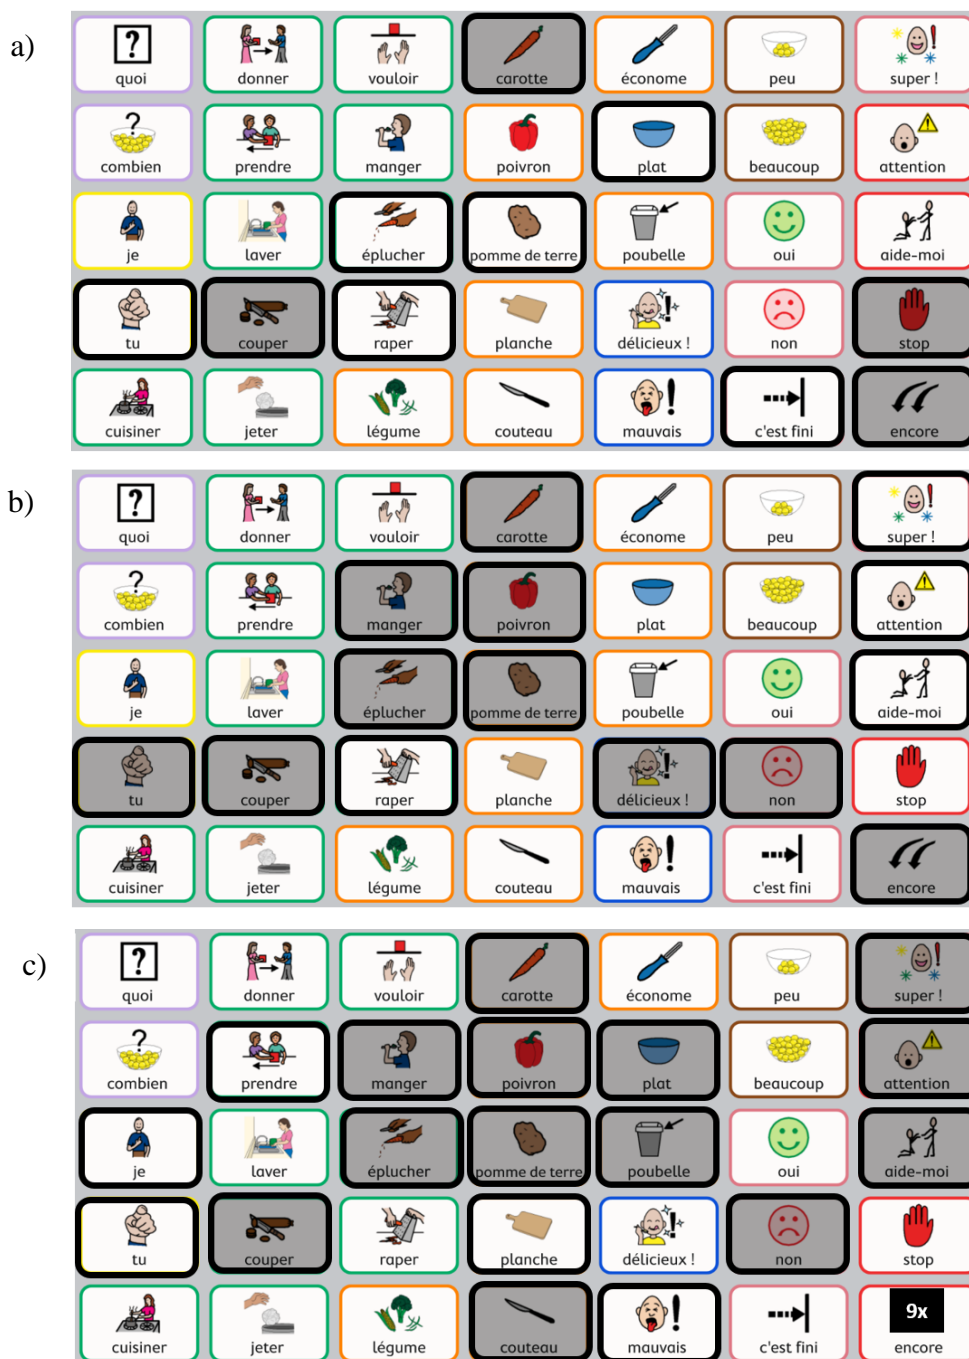 a)
quoi donner vouloir carotte économe peu super !
combien prendre manger poivron plat beaucoup attention
je laver éplucher pomme de terre poubelle oui aide-moi
tu couper raper planche délicieux ! non stop
cuisiner jeter légume couteau mauvais c'est fini encore
b)
quoi donner vouloir carotte économe peu super !
combien prendre manger poivron plat beaucoup attention
je laver éplucher pomme de terre poubelle oui aide-moi
tu couper raper planche délicieux ! non stop
cuisiner jeter légume couteau mauvais c'est fini encore
c)
quoi donner vouloir carotte économe peu super !
combien prendre manger poivron plat beaucoup attention
je laver éplucher pomme de terre poubelle oui aide-moi
tu couper raper planche délicieux ! non stop
9x
cuisiner jeter légume couteau mauvais c'est fini encore